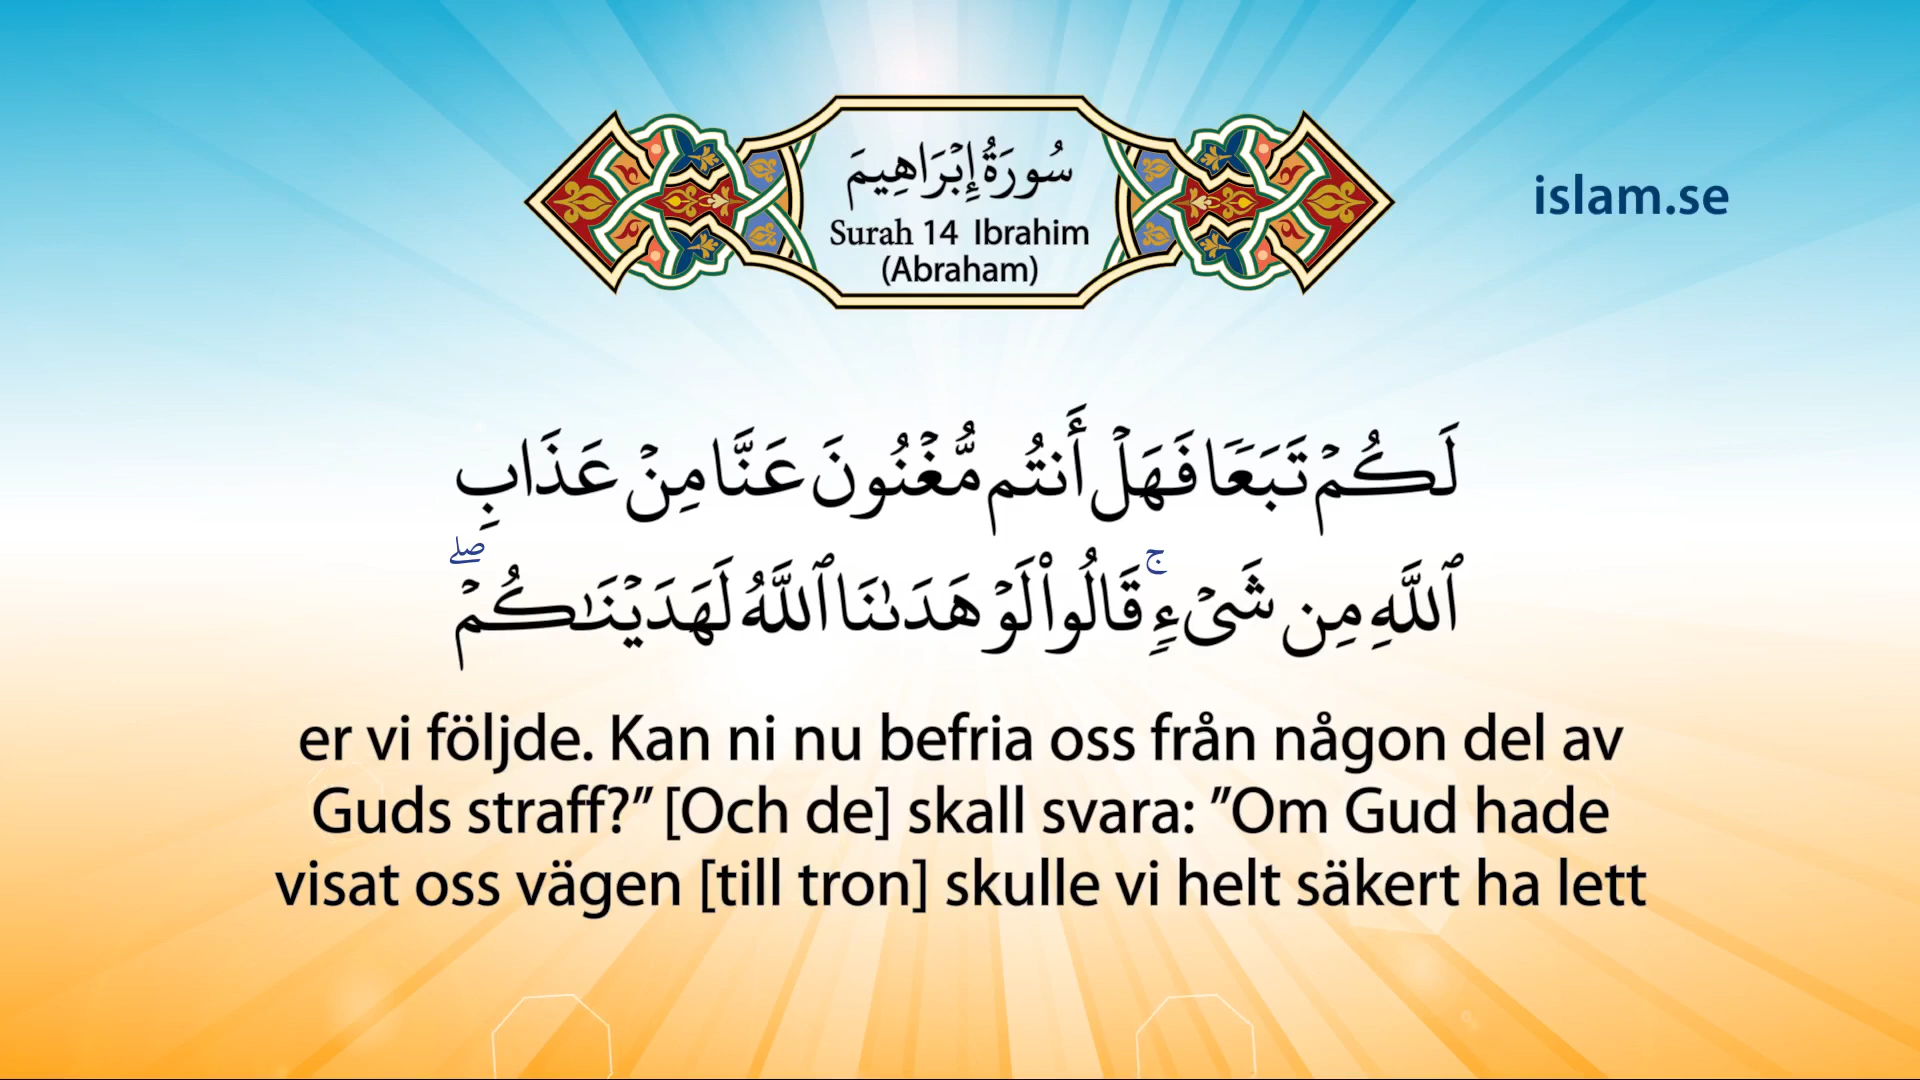 سُورَةُ إِبْرَاهِيمَ
Surah 14 Ibrahim
(Abraham)
islam.se
لَكُمْ تَبَعًا فَهَلْ أَنتُم مُّغْنُونَ عَنَّا مِنْ عَذَابِ
ٱللَّهِ مِن شَىْءٍ ۚ قَالُوا۟ لَوْ هَدَىٰنَا ٱللَّهُ لَهَدَيْنَـٰكُمْ ۖ
er vi följde. Kan ni nu befria oss från någon del av
Guds straff?” [Och de] skall svara: ”Om Gud hade
visat oss vägen [till tron] skulle vi helt säkert ha lett